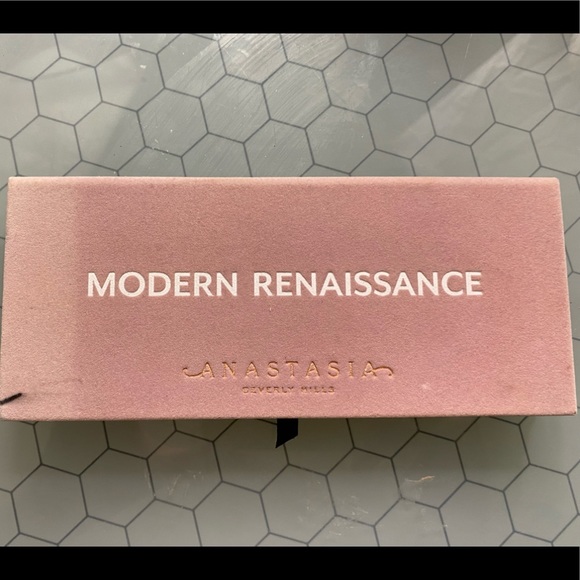 MODERN RENAISSANCE
ANASTASIA
BEVERLY HILLS